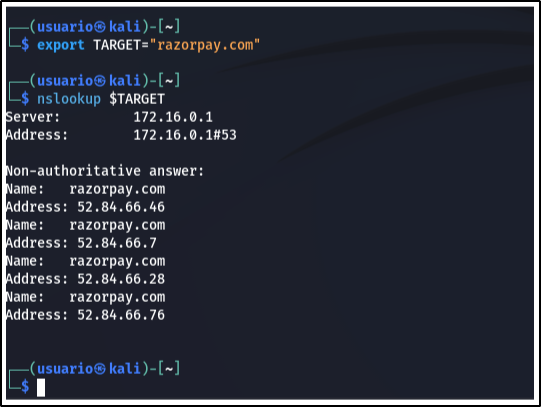 ┌──(usuario㉿kali)-[~]
└─$ export TARGET="razorpay.com"
┌──(usuario㉿kali)-[~]
└─$ nslookup $TARGET
Server:         172.16.0.1
Address:        172.16.0.1#53
Non-authoritative answer:
Name:   razorpay.com
Address: 52.84.66.46
Name:   razorpay.com
Address: 52.84.66.7
Name:   razorpay.com
Address: 52.84.66.28
Name:   razorpay.com
Address: 52.84.66.76
┌──(usuario㉿kali)-[~]
└─$